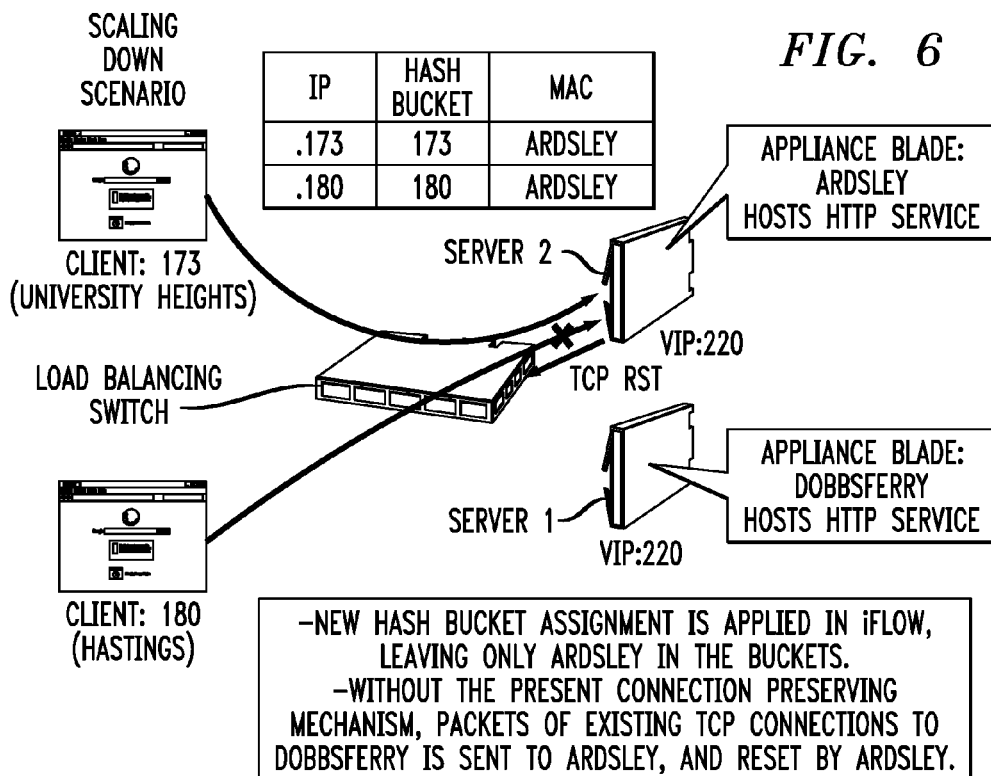 SCALING
DOWN
SCENARIO
FIG. 6
IP
HASH
BUCKET
MAC
.173
173
ARDSLEY
.180
180
ARDSLEY
APPLIANCE BLADE:
ARDSLEY
HOSTS HTTP SERVICE
CLIENT: 173
(UNIVERSITY HEIGHTS)
SERVER 2
VIP:220
TCP RST
LOAD BALANCING
SWITCH
APPLIANCE BLADE:
DOBBSFERRY
HOSTS HTTP SERVICE
SERVER 1
VIP:220
CLIENT: 180
(HASTINGS)
-NEW HASH BUCKET ASSIGNMENT IS APPLIED IN iFLOW,
LEAVING ONLY ARDSLEY IN THE BUCKETS.
-WITHOUT THE PRESENT CONNECTION PRESERVING
MECHANISM, PACKETS OF EXISTING TCP CONNECTIONS TO
DOBBSFERRY IS SENT TO ARDSLEY, AND RESET BY ARDSLEY.